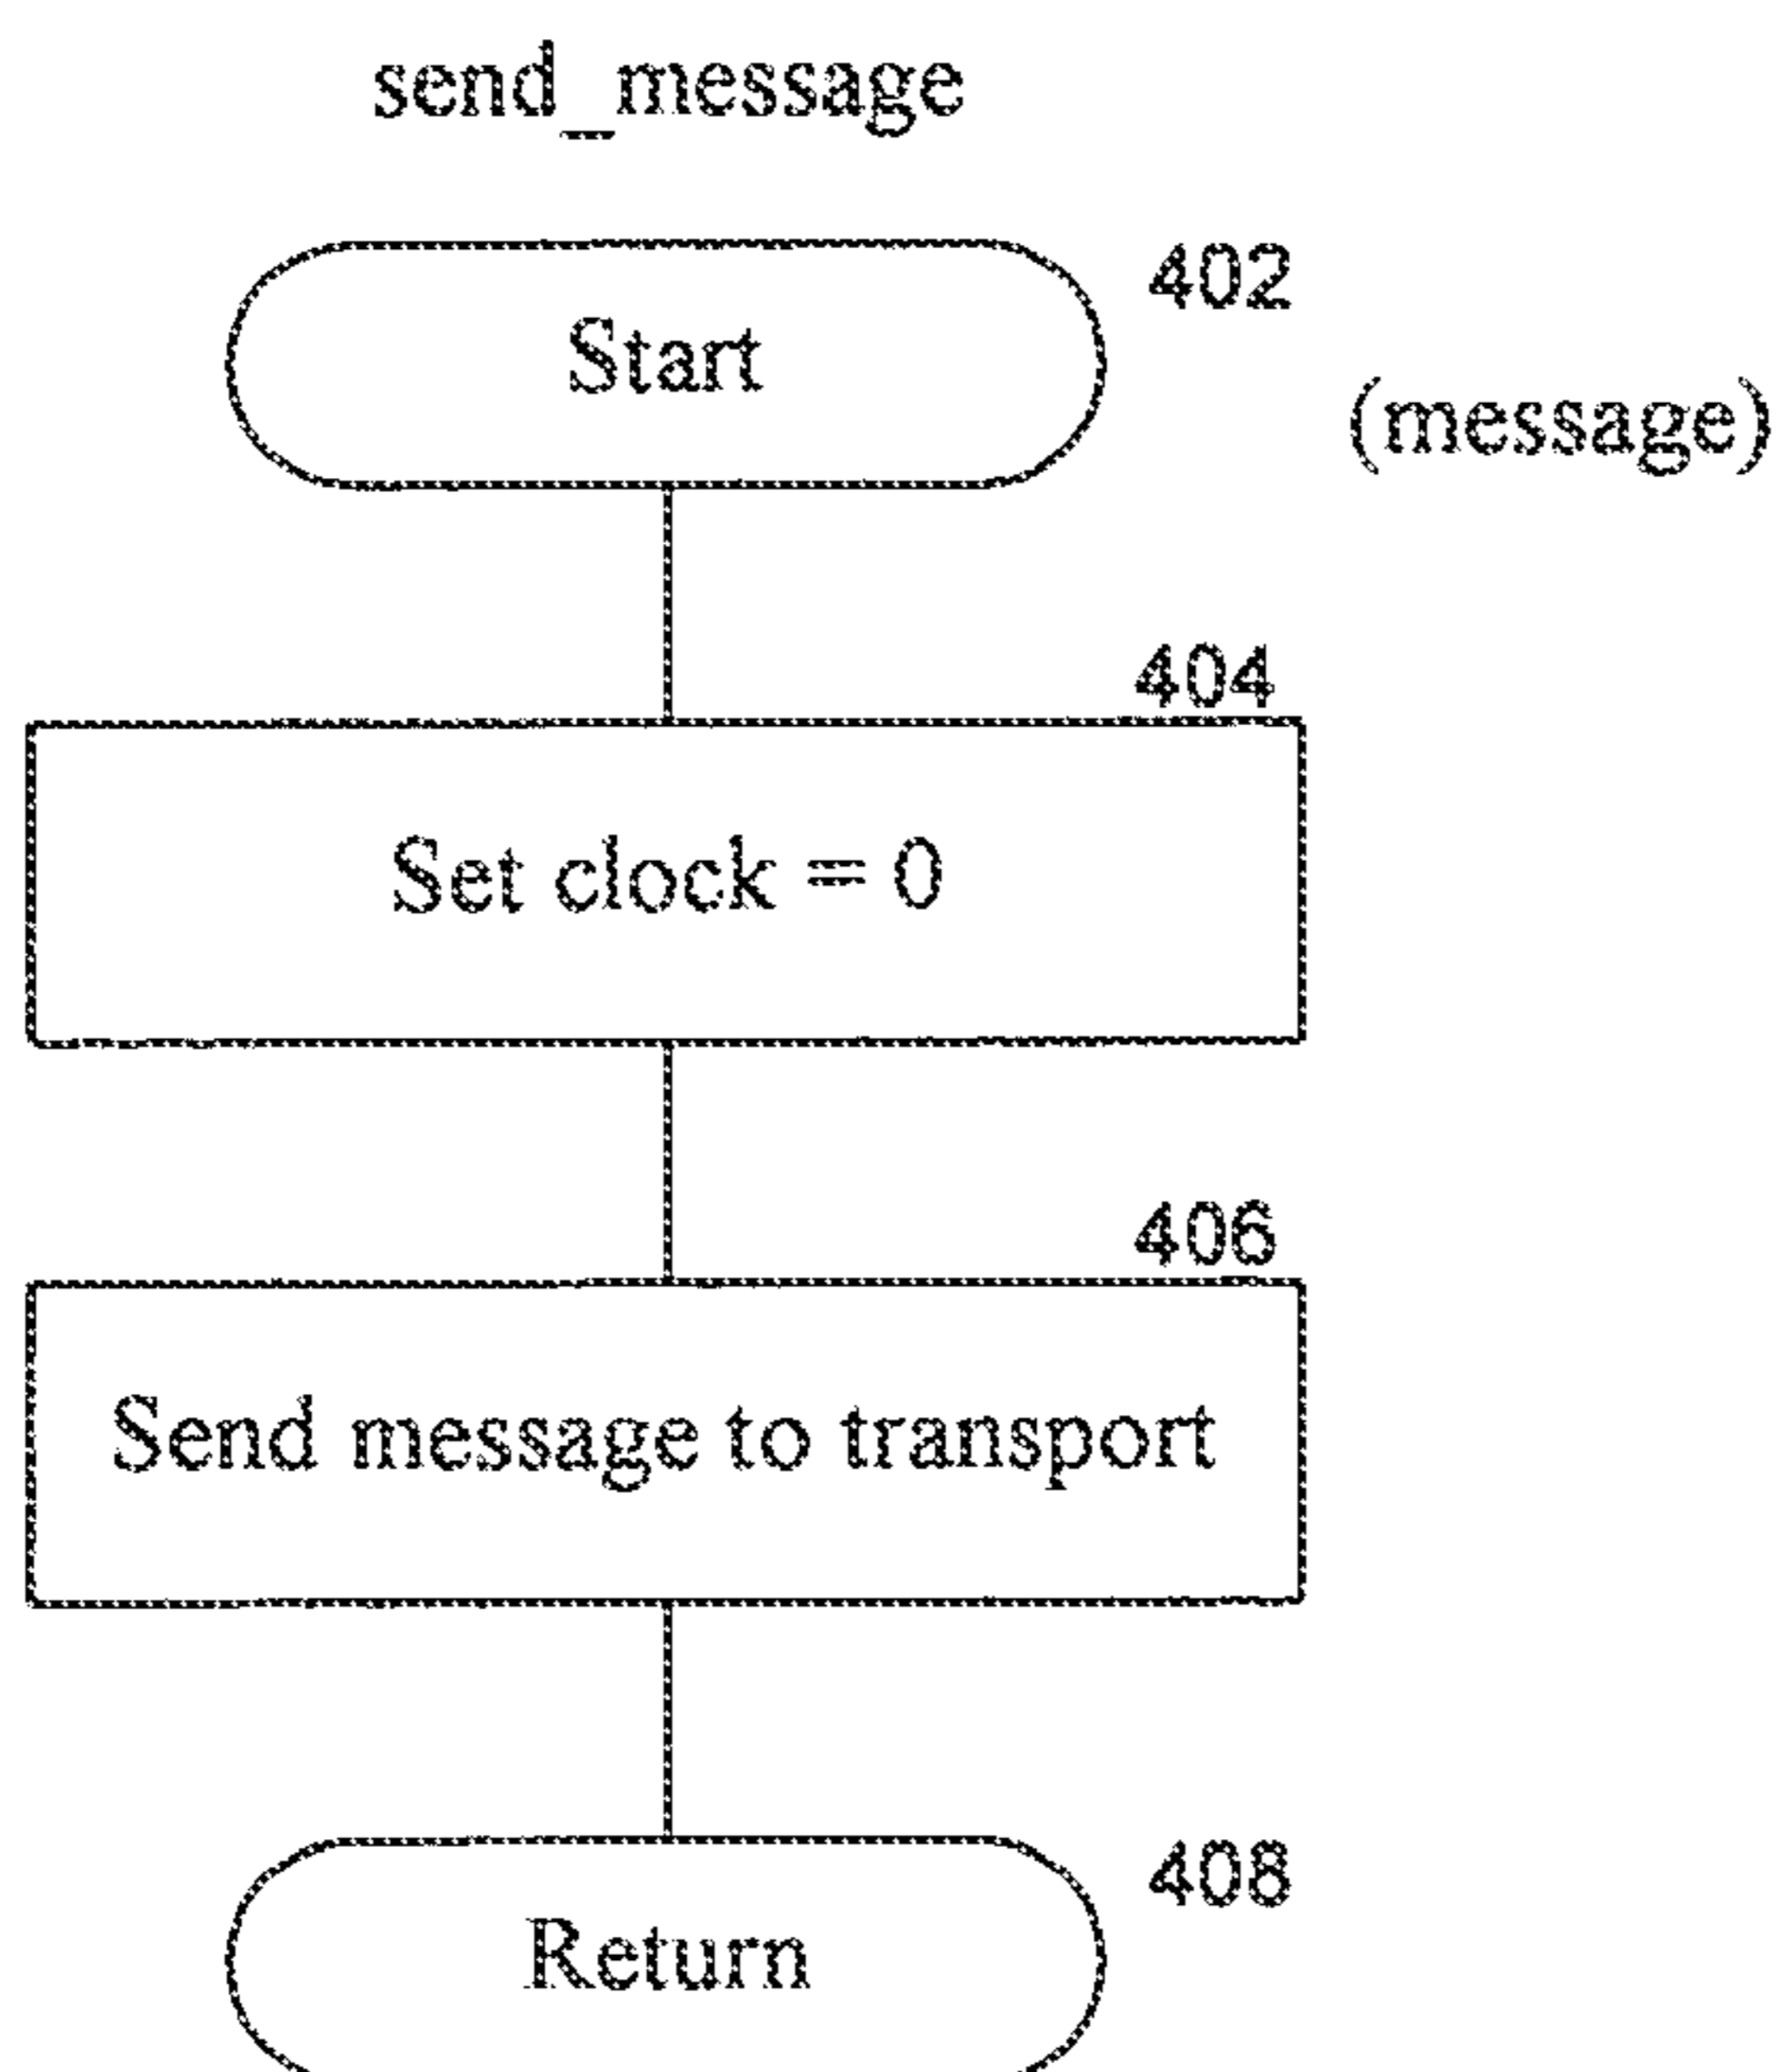 send_message
402
Start
(message)
404
Set clock = 0
406
Send message to transport
408
Return